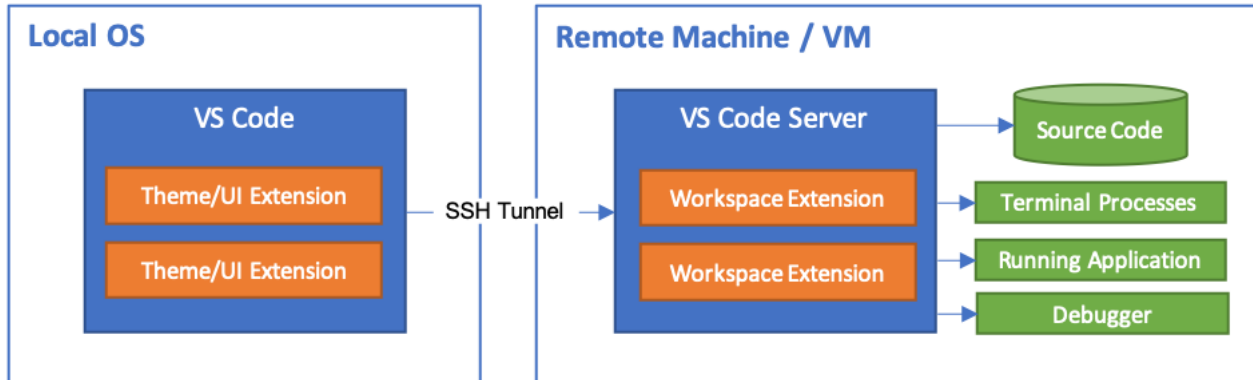 Local OS
VS Code
Theme/UI Extension
Theme/UI Extension
SSH Tunnel
Remote Machine / VM
VS Code Server
Workspace Extension
Workspace Extension
Source Code
Terminal Processes
Running Application
Debugger